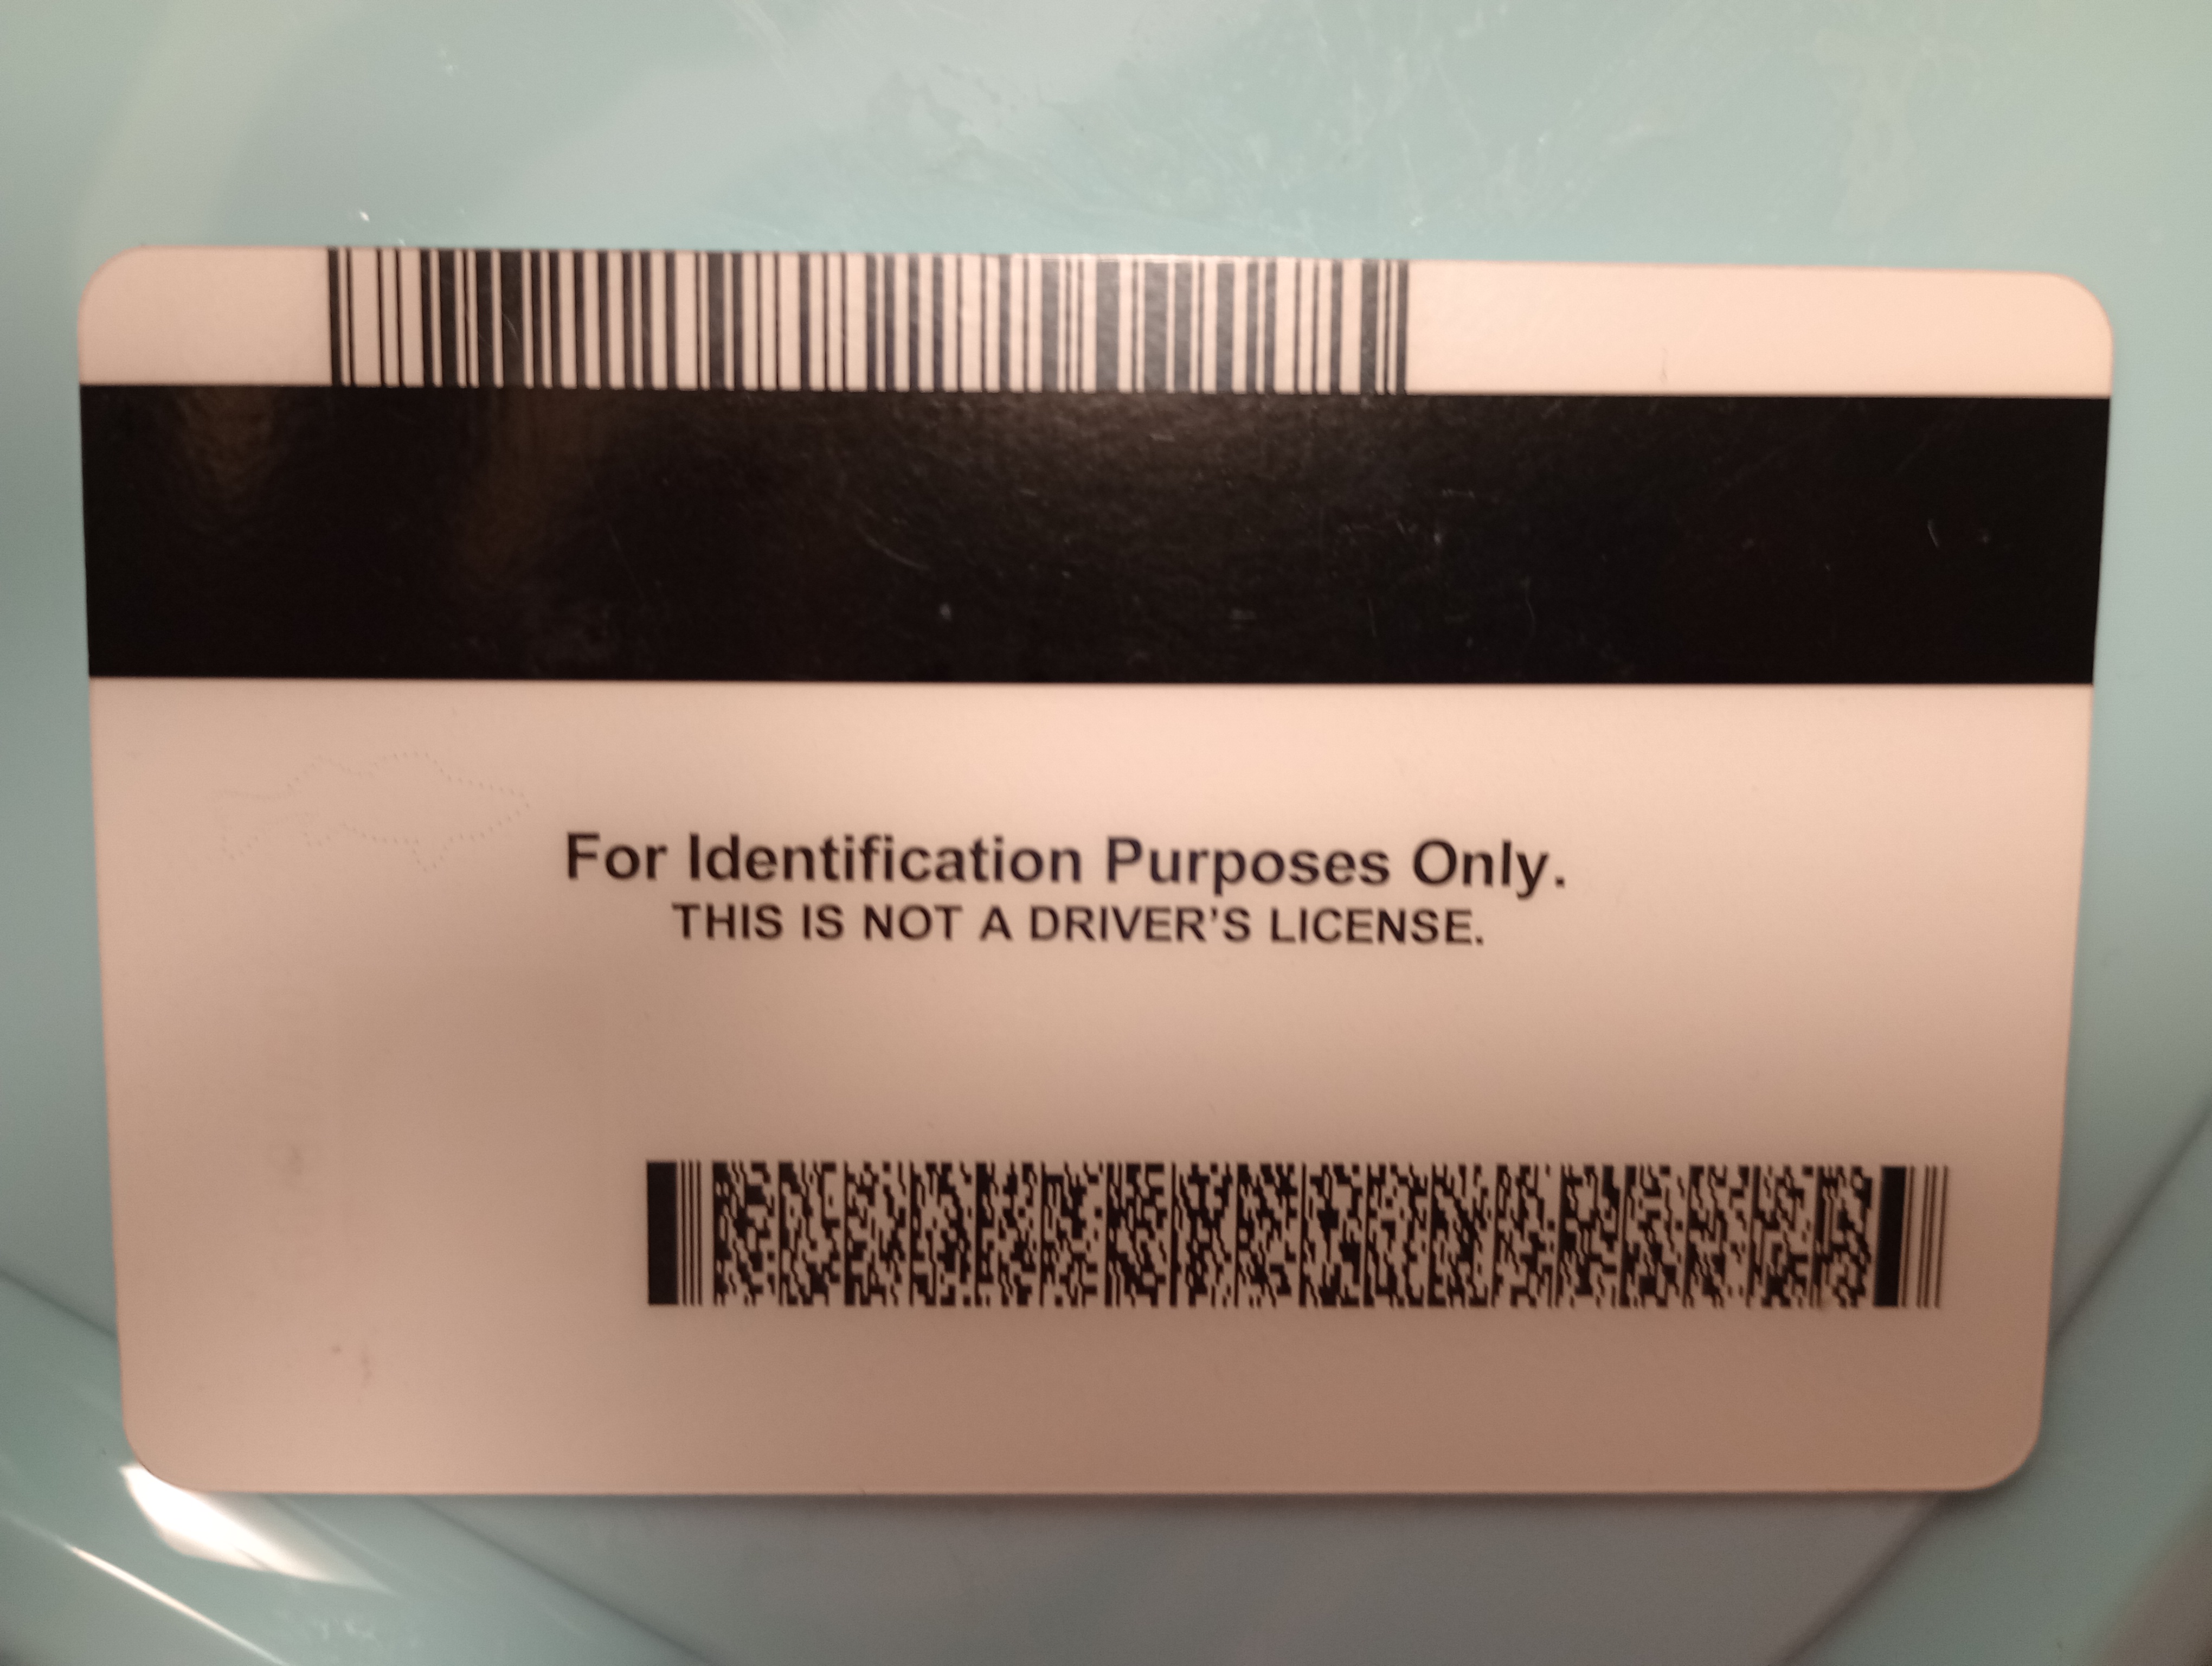 For Identification Purposes Only.
THIS IS NOT A DRIVER’S LICENSE.